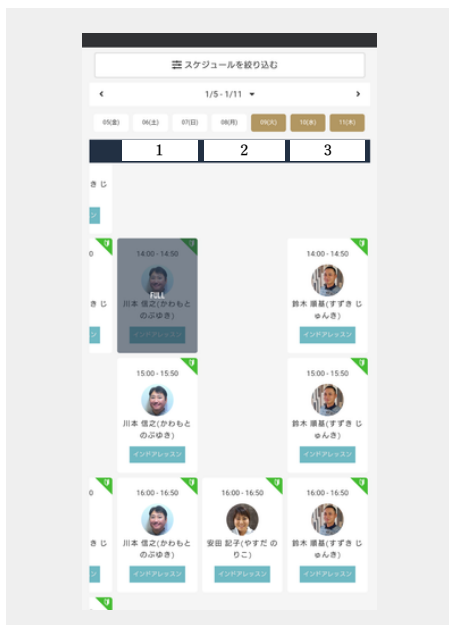 スケジュールを絞り込む
1/5 - 1/11
05(金) 06(土) 07(日) 08(月) 09(火) 10(水) 11(木)
1 2 3
き じ
ン
0 14:00 - 14:50 14:00 - 14:50
FULL
き じ 川本 信之(かわもと 鈴木 順基(すずき じ
のぶゆき) ゅんき)
ン インドアレッスン インドアレッスン
15:00 - 15:50 15:00 - 15:50
川本 信之(かわもと 鈴木 順基(すずき じ
のぶゆき) ゅんき)
インドアレッスン インドアレッスン
0 16:00 - 16:50 16:00 - 16:50 16:00 - 16:50
き じ 川本 信之(かわもと 安田 記子(やすだ の 鈴木 順基(すずき じ
のぶゆき) りこ) ゅんき)
ン インドアレッスン インドアレッスン インドアレッスン